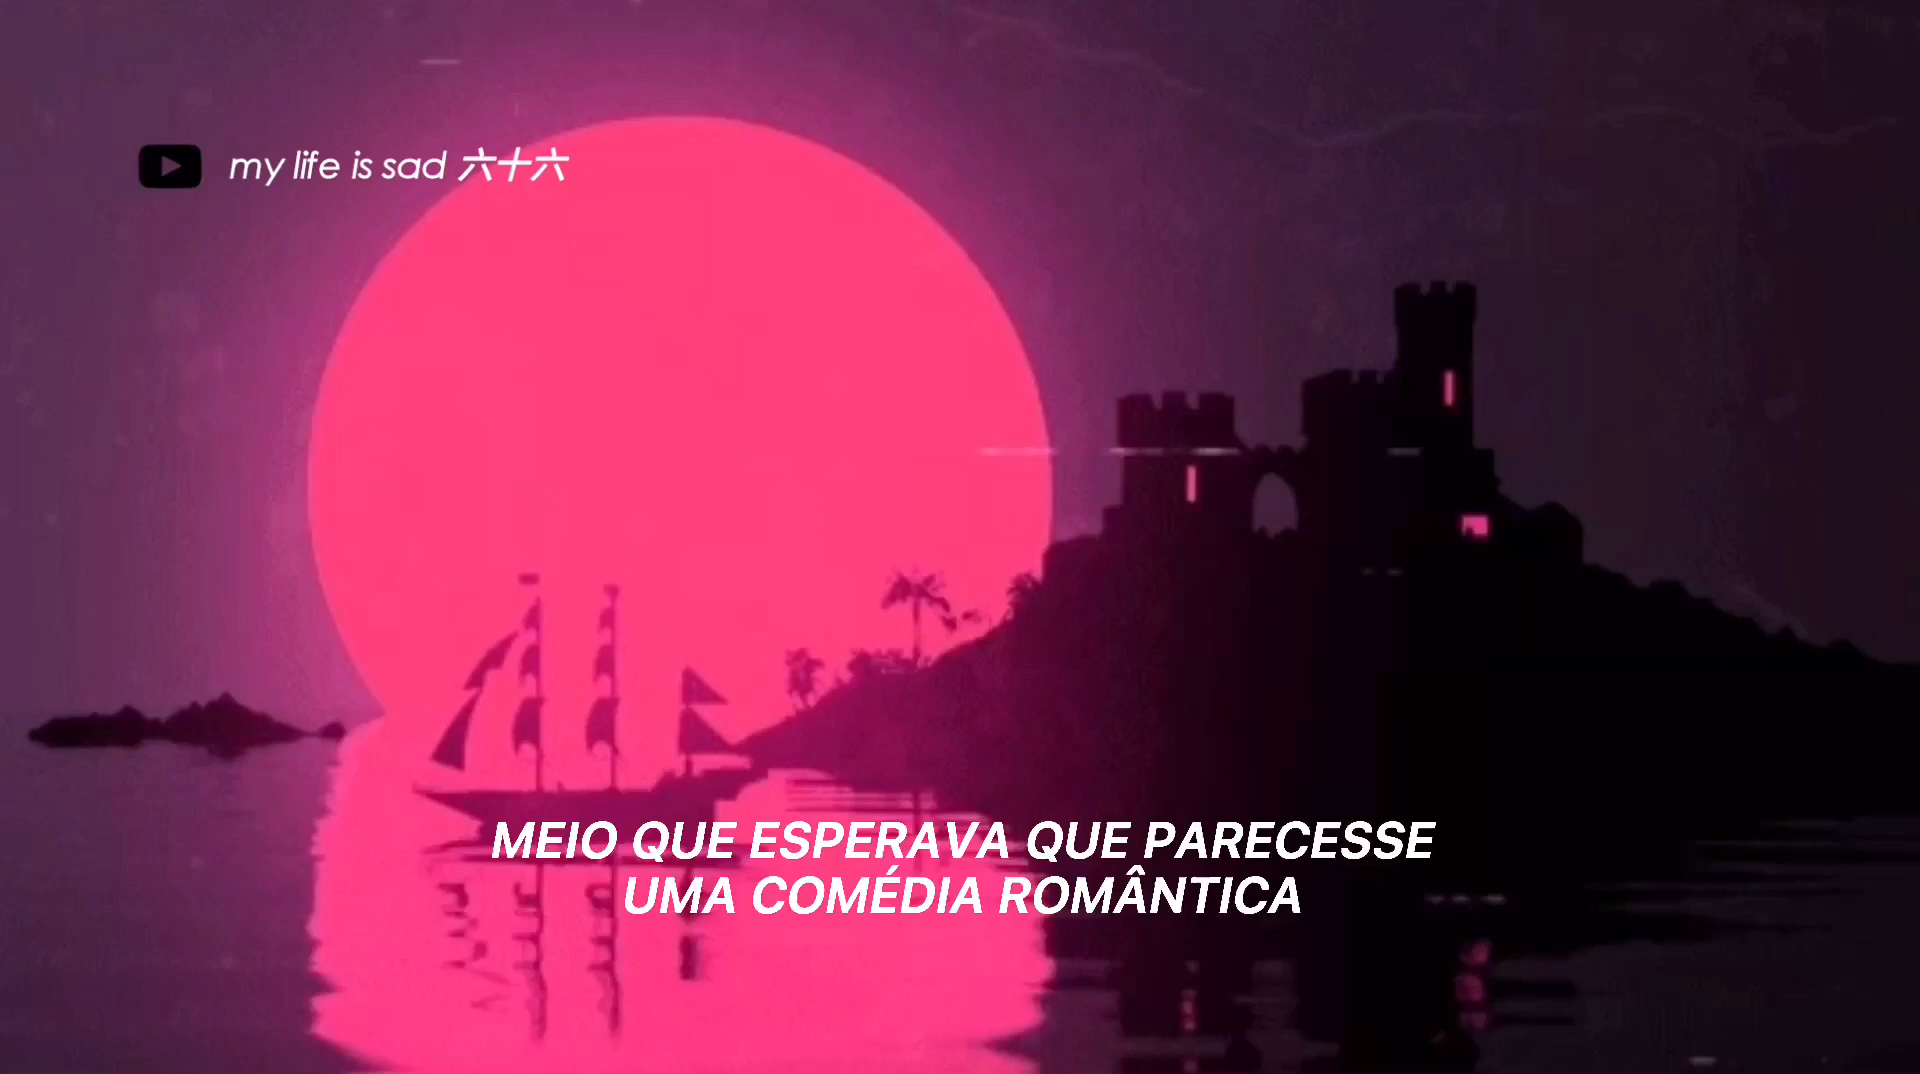 my life is sad 六十六
MEIO QUE ESPERAVA QUE PARECESSE
UMA COMÉDIA ROMÂNTICA